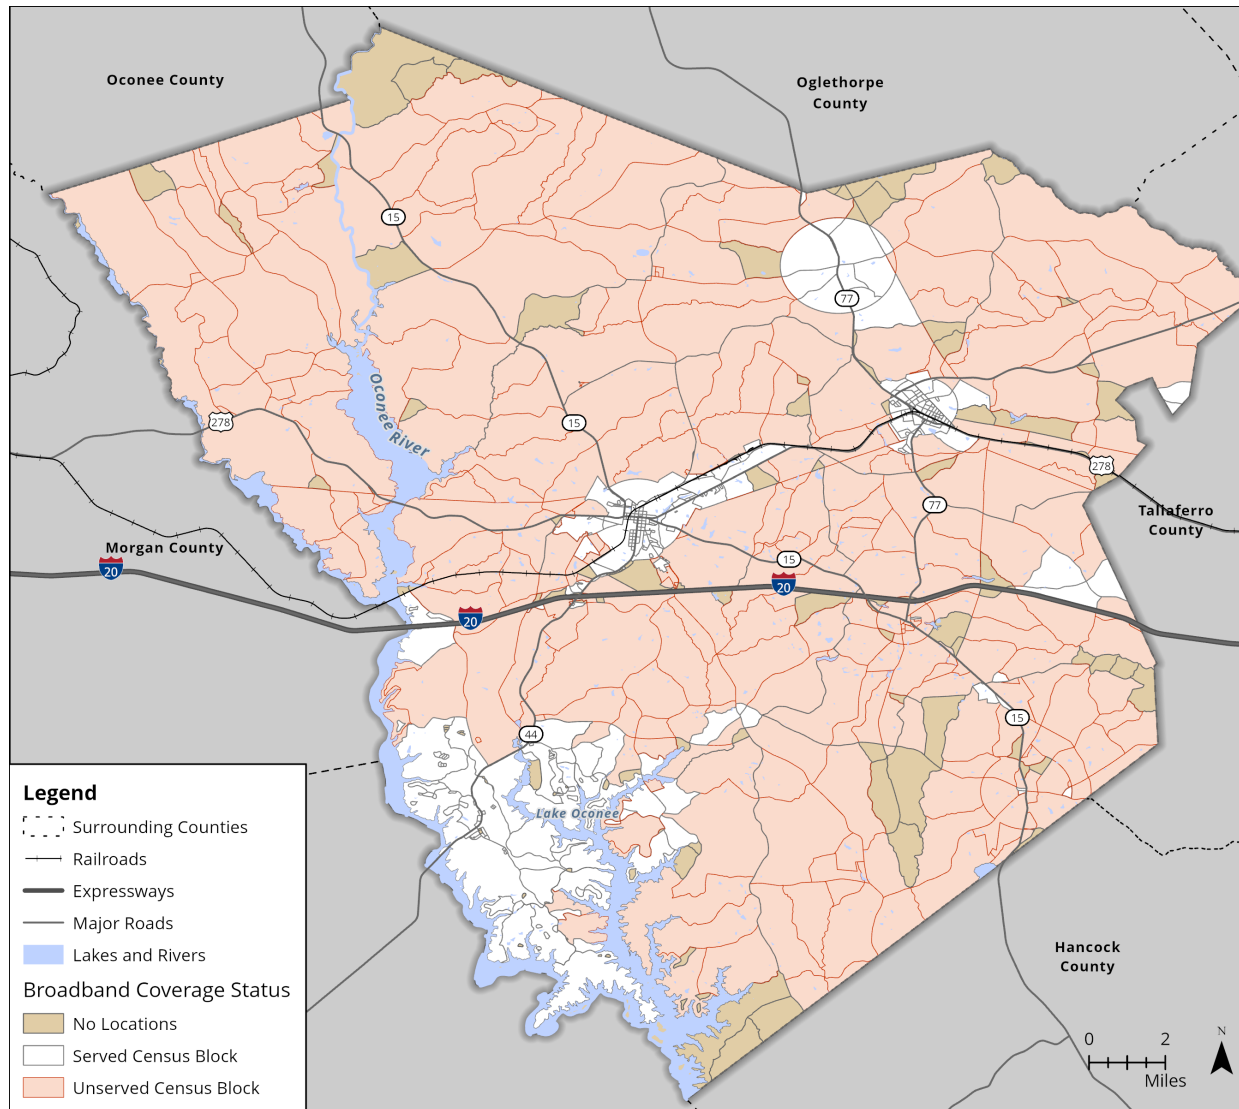 Oconee County
Oglethorpe
County
15
77
Oconee River
278
15
278
77
Tallaferro
County
Morgan County
15
20
20
20
15
44
Lake Oconee
Hancock
County
Legend
Surrounding Counties
Railroads
Expressways
Major Roads
Lakes and Rivers
Broadband Coverage Status
No Locations
Served Census Block
Unserved Census Block
0 2
Miles
N